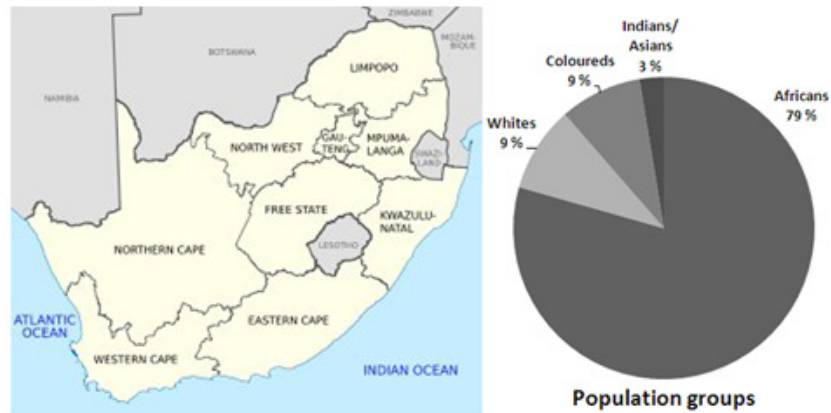 ZIMBABWE
MOZAM-
BIQUE
BOTSWANA
NAMIBIA
LIMPOPO
NORTH WEST
GAU-
TENG
MPUMA-
LANGA
SWAZI-
LAND
FREE STATE
KWAZULU-
NATAL
LESOTHO
NORTHERN CAPE
ATLANTIC
OCEAN
EASTERN CAPE
WESTERN CAPE
INDIAN OCEAN
Indians/
Asians
3 %
Coloureds
9 %
Whites
9 %
Africans
79 %
Population groups